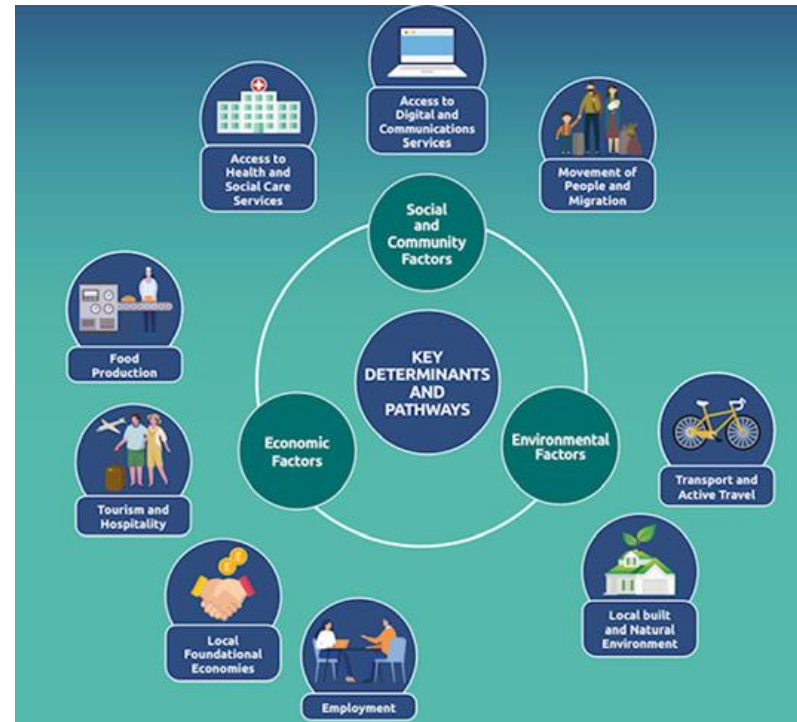 Access to
Digital and
Communications
Services
Access to
Health and
Social Care
Services
Movement of
People and
Migration
Social
and
Community
Factors
Food
Production
KEY
DETERMINANTS
AND
PATHWAYS
Economic
Factors
Environmental
Factors
Transport and
Active Travel
Tourism and
Hospitality
Local
Foundational
Economies
Local built
and Natural
Environment
Employment